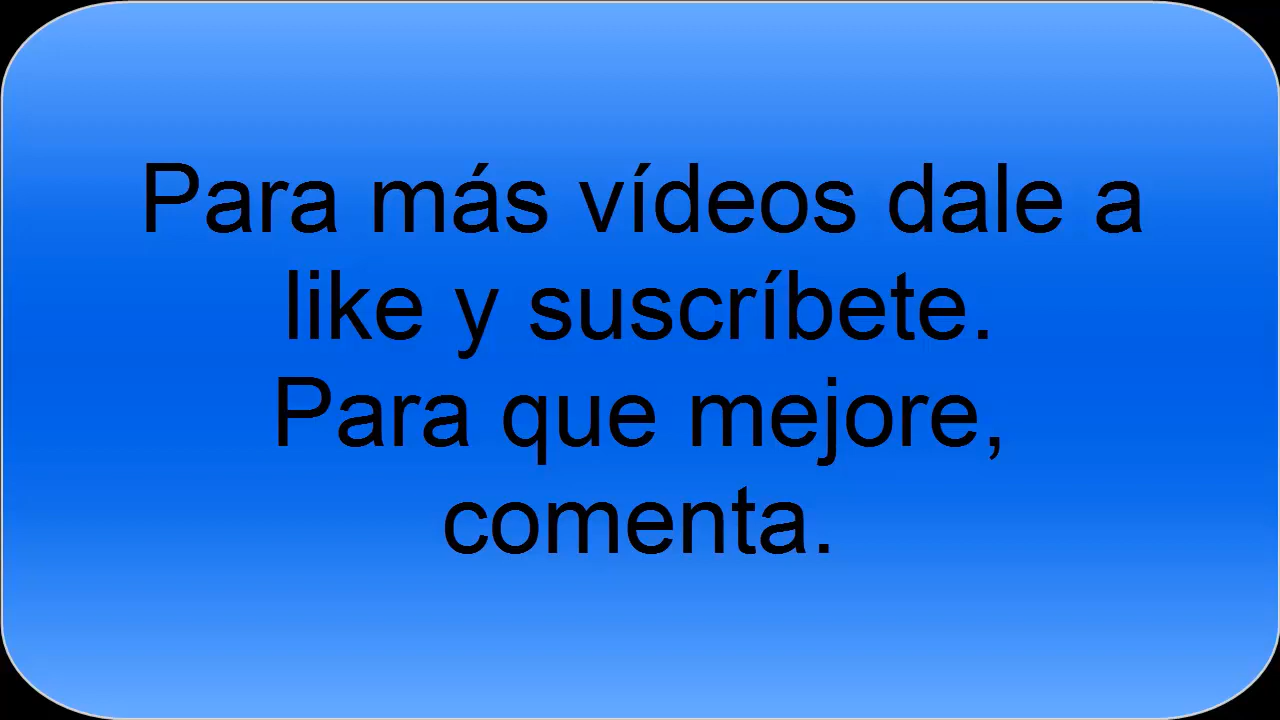 Para más vídeos dale a
like y suscríbete.
Para que mejore,
comenta.